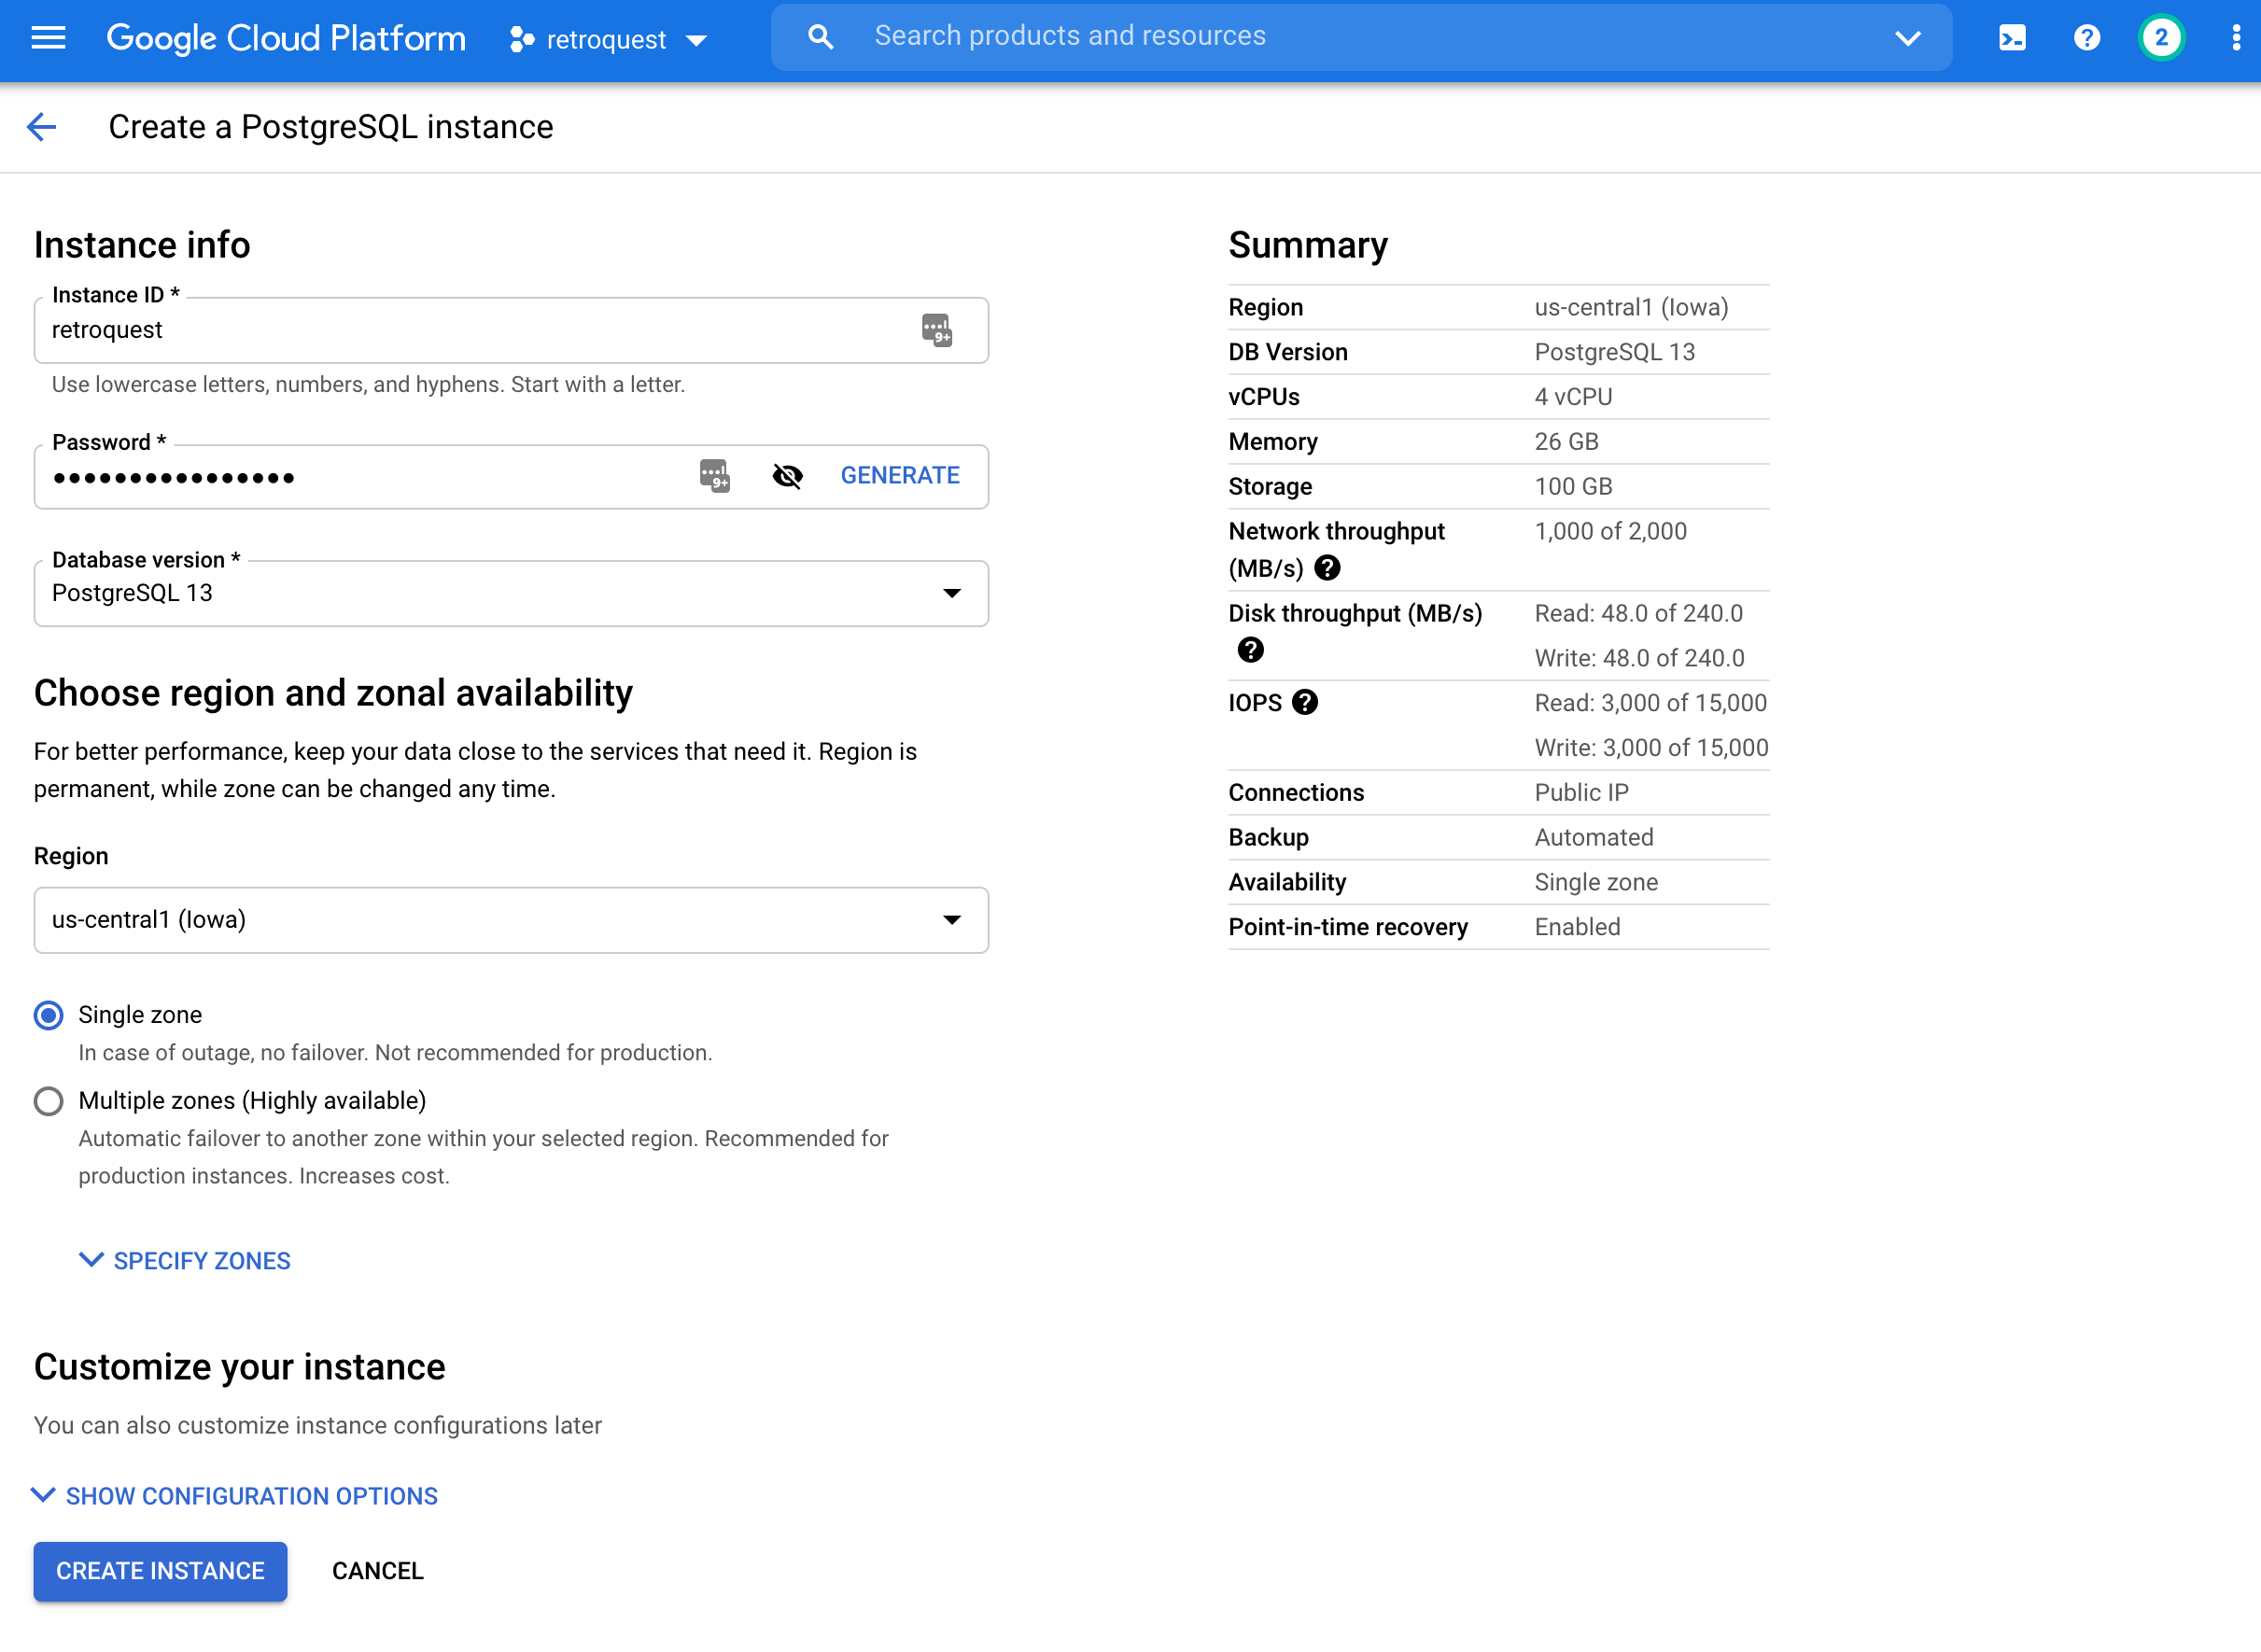 Google Cloud Platform
retroquest
Search products and resources
2
Create a PostgreSQL instance
Instance info
Instance ID *
retroquest
9+
Use lowercase letters, numbers, and hyphens. Start with a letter.
Password *
••••••••••••••••
9+
GENERATE
Database version *
PostgreSQL 13
Choose region and zonal availability
For better performance, keep your data close to the services that need it. Region is
permanent, while zone can be changed any time.
Region
us-central1 (Iowa)
Single zone
In case of outage, no failover. Not recommended for production.
Multiple zones (Highly available)
Automatic failover to another zone within your selected region. Recommended for
production instances. Increases cost.
SPECIFY ZONES
Customize your instance
You can also customize instance configurations later
SHOW CONFIGURATION OPTIONS
CREATE INSTANCE CANCEL
Summary
Region us-central1 (Iowa)
DB Version PostgreSQL 13
vCPUs 4 vCPU
Memory 26 GB
Storage 100 GB
Network throughput 1,000 of 2,000
(MB/s) ?
Disk throughput (MB/s) Read: 48.0 of 240.0
? Write: 48.0 of 240.0
IOPS ? Read: 3,000 of 15,000
Write: 3,000 of 15,000
Connections Public IP
Backup Automated
Availability Single zone
Point-in-time recovery Enabled